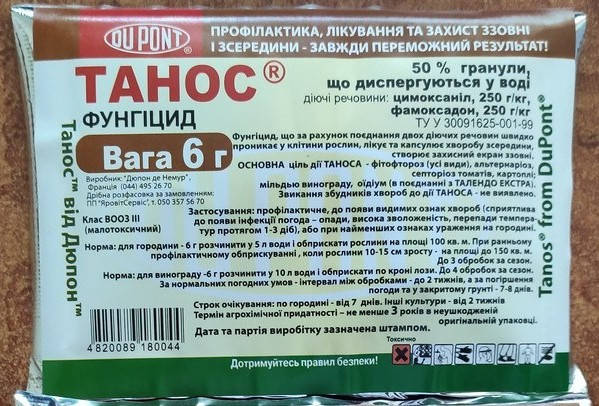 DU PONT®
ПРОФІЛАКТИКА, ЛІКУВАННЯ ТА ЗАХИСТ ЗЗОВНІ
І ЗСЕРЕДИНИ - ЗАВЖДИ ПЕРЕМОЖНИЙ РЕЗУЛЬТАТ!
ТАНОС®
ФУНГІЦИД
50 % гранули,
що диспергуються у воді
діючі речовини: цимоксаніл, 250 г/кг,
фамоксадон, 250 г/кг
ТУ У 30091625-001-99
Вага 6 г
Фунгіцид, що за рахунок поєднання двох діючих речовин швидко
проникає у клітини рослин, лікує та капсулює хворобу зсередини,
створює захисний екран ззовні.
ОСНОВНА ціль дії ТАНОСА - фітофтороз (усі види), альтернаріоз,
септоріоз томатів, картоплі;
мільдью винограду, оїдіум (в поєднанні з ТАЛЕНДО ЕКСТРА).
Звикання збудників хвороб до дії ТАНОСА - не виявлено.
Виробник: "Дюпон де Немур",
Франція (044) 495 26 70
Дрібна розфасовка за замовленням:
ПП "ЯровітСервіс", т. 050 357 56 70
Клас ВООЗ III
(малотоксичний)
Застосування: профілактичне, до появи видимих ознак хвороб (сприятлива
до появи інфекції погода - опади, висока зволоженість, перепади темпера-
тур протягом 1-3 діб), або при найменших ознаках ураження на городині.
Норма: для городини - 6 г розчинити у 5 л води і обприскати рослини на площі 100 кв. м. При ранньому
профілактичному обприскуванні, коли рослини 10-15 см зросту - на площі до 150 кв. м.
До 3 обробок за сезон.
Норма: для винограду -6 г розчинити у 10 л води і обприскати по кроні лози. До 4 обробок за сезон.
За нормальних погодних умов - інтервал між обробками - до 2 тижнів, а за погіршення
погоди та у закритому грунті - 7-8 днів.
Строк очікування: по городині - від 7 днів. Інші культури - від 2 тижнів
Термін агрохімічної придатності – не менше 3 років в неушкодженій
оригінальній упаковці.
Дата та партія виробітку зазначена штампом.
4 820089 180044
Токсично
Дотримуйтесь правил безпеки!
Танос™ від Дюпон™
Tanos® from DuPont®